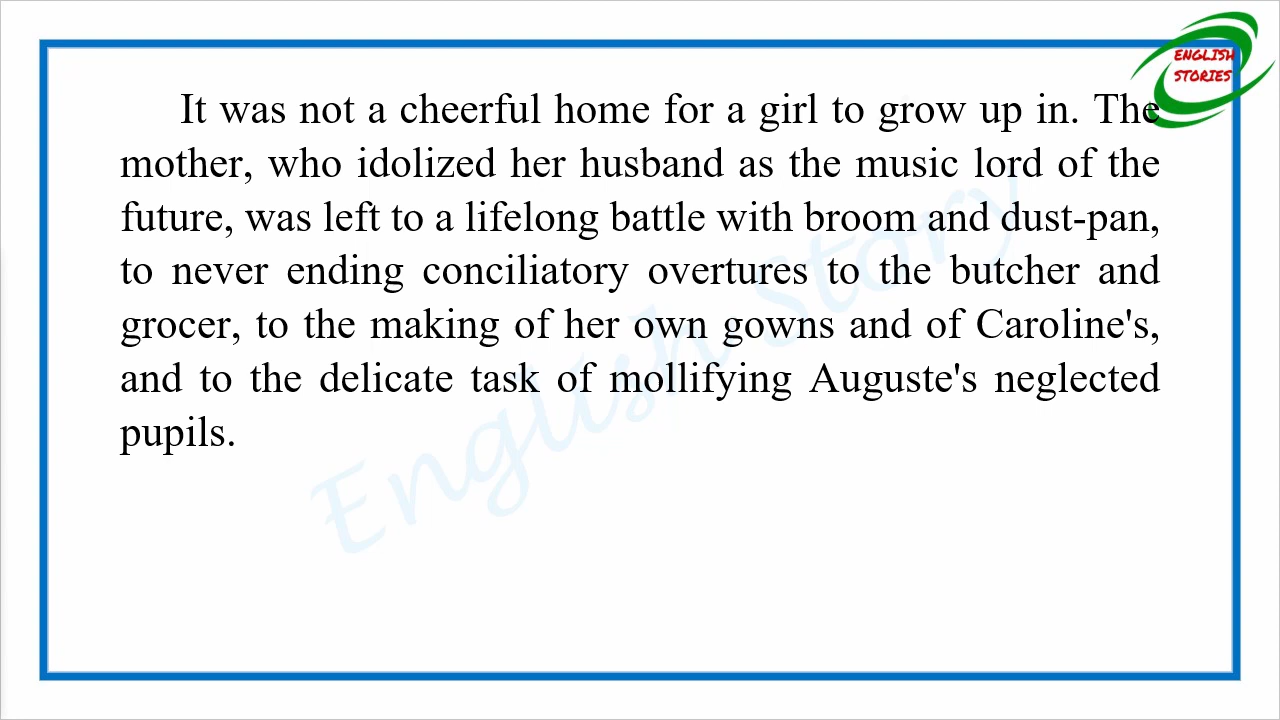 ENGLISH
STORIES
It was not a cheerful home for a girl to grow up in. The
mother, who idolized her husband as the music lord of the
future, was left to a lifelong battle with broom and dust-pan,
to never ending conciliatory overtures to the butcher and
grocer, to the making of her own gowns and of Caroline's,
and to the delicate task of mollifying Auguste's neglected
pupils.
English Story